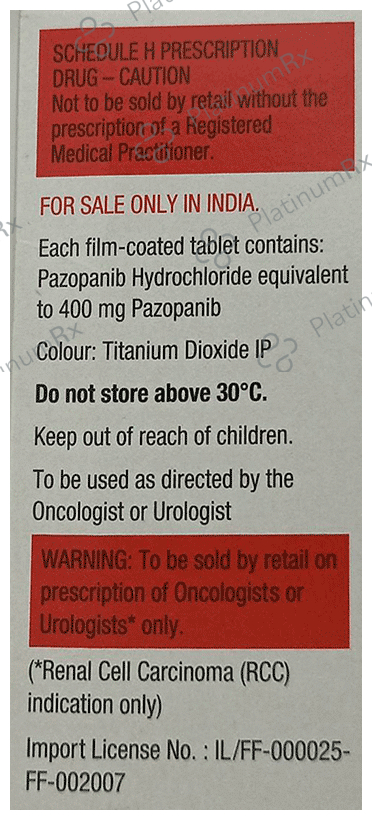 SCHEDULE H PRESCRIPTION
DRUG – CAUTION
Not to be sold by retail without the
prescription of a Registered
Medical Practitioner.
FOR SALE ONLY IN INDIA.
Each film-coated tablet contains:
Pazopanib Hydrochloride equivalent
to 400 mg Pazopanib
Colour: Titanium Dioxide IP
Do not store above 30°C.
Keep out of reach of children.
To be used as directed by the
Oncologist or Urologist
WARNING: To be sold by retail on
prescription of Oncologists or
Urologists* only.
(*Renal Cell Carcinoma (RCC)
indication only)
Import License No. : IL/FF-000025-
FF-002007
PlatinumRx
PlatinumRx